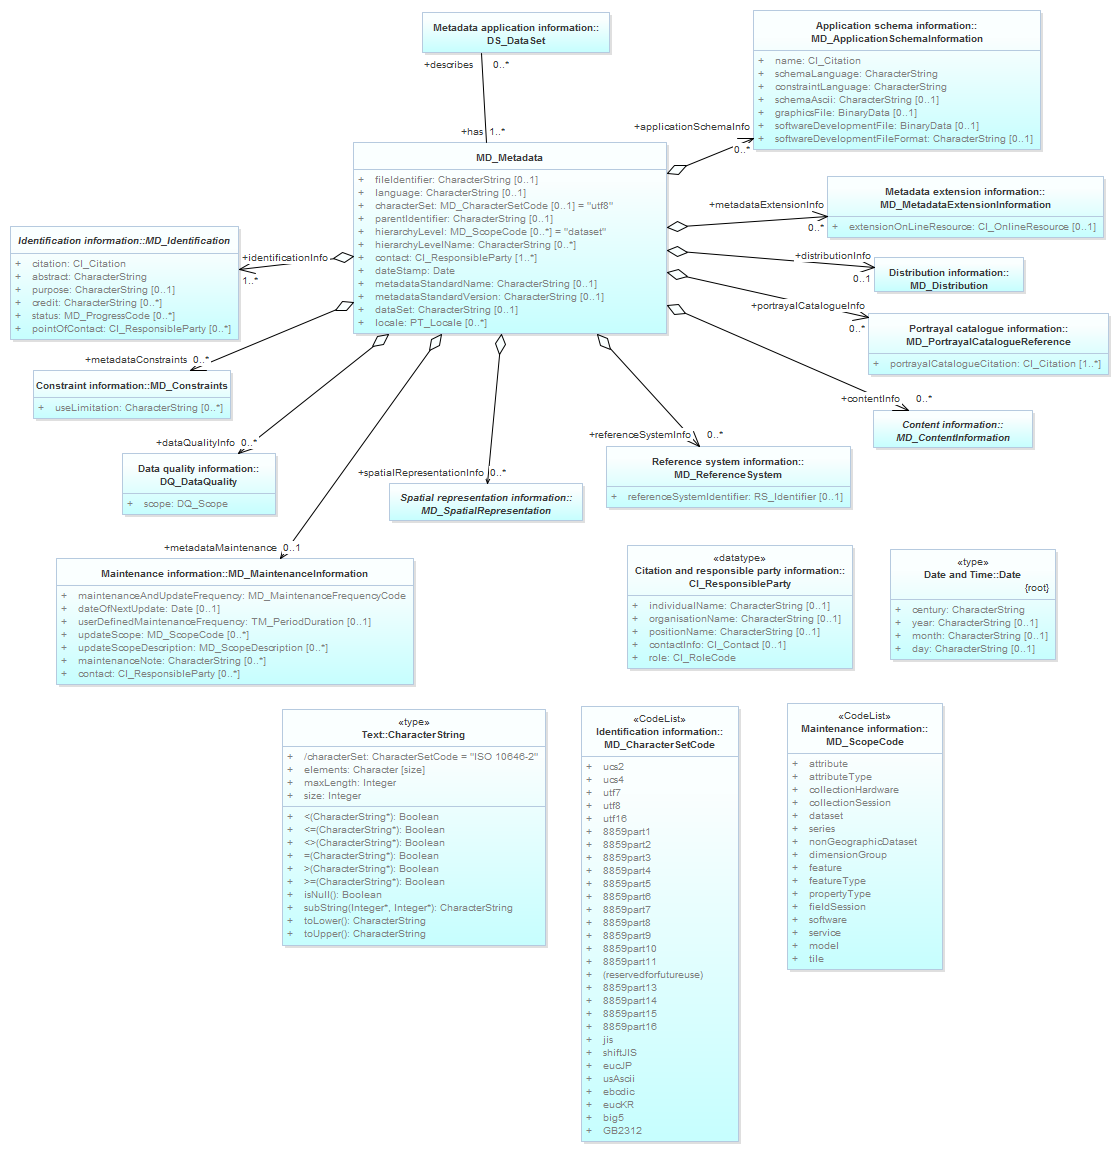 Metadata application information::
DS_DataSet
+describes 0..*
+has 1..*
Application schema information::
MD_ApplicationSchemaInformation
+ name: CI_Citation
+ schemaLanguage: CharacterString
+ constraintLanguage: CharacterString
+ schemaAscii: CharacterString [0..1]
+ graphicsFile: BinaryData [0..1]
+ softwareDevelopmentFile: BinaryData [0..1]
+ softwareDevelopmentFileFormat: CharacterString [0..1]
+applicationSchemaInfo
0..*
MD_Metadata
+ fileIdentifier: CharacterString [0..1]
+ language: CharacterString [0..1]
+ characterSet: MD_CharacterSetCode [0..1] = "utf8"
+ parentIdentifier: CharacterString [0..1]
+ hierarchyLevel: MD_ScopeCode [0..*] = "dataset"
+ hierarchyLevelName: CharacterString [0..*]
+ contact: CI_ResponsibleParty [1..*]
+ dateStamp: Date
+ metadataStandardName: CharacterString [0..1]
+ metadataStandardVersion: CharacterString [0..1]
+ dataSet: CharacterString [0..1]
+ locale: PT_Locale [0..*]
+metadataExtensionInfo
0..*
Metadata extension information::
MD_MetadataExtensionInformation
+ extensionOnLineResource: CI_OnlineResource [0..1]
Identification information::MD_Identification
+ citation: CI_Citation
+ abstract: CharacterString
+ purpose: CharacterString [0..1]
+ credit: CharacterString [0..*]
+ status: MD_ProgressCode [0..*]
+ pointOfContact: CI_ResponsibleParty [0..*]
+identificationInfo
1..*
+distributionInfo
0..1
Distribution information::
MD_Distribution
+portrayalCatalogueInfo
0..*
Portrayal catalogue information::
MD_PortrayalCatalogueReference
+ portrayalCatalogueCitation: CI_Citation [1..*]
+metadataConstraints 0..*
Constraint information::MD_Constraints
+ useLimitation: CharacterString [0..*]
+contentInfo 0..*
Content information::
MD_ContentInformation
+dataQualityInfo 0..*
Data quality information::
DQ_DataQuality
+ scope: DQ_Scope
+spatialRepresentationInfo 0..*
Spatial representation information::
MD_SpatialRepresentation
+referenceSystemInfo 0..*
Reference system information::
MD_ReferenceSystem
+ referenceSystemIdentifier: RS_Identifier [0..1]
+metadataMaintenance 0..1
Maintenance information::MD_MaintenanceInformation
+ maintenanceAndUpdateFrequency: MD_MaintenanceFrequencyCode
+ dateOfNextUpdate: Date [0..1]
+ userDefinedMaintenanceFrequency: TM_PeriodDuration [0..1]
+ updateScope: MD_ScopeCode [0..*]
+ updateScopeDescription: MD_ScopeDescription [0..*]
+ maintenanceNote: CharacterString [0..*]
+ contact: CI_ResponsibleParty [0..*]
«datatype»
Citation and responsible party information::
CI_ResponsibleParty
+ individualName: CharacterString [0..1]
+ organisationName: CharacterString [0..1]
+ positionName: CharacterString [0..1]
+ contactInfo: CI_Contact [0..1]
+ role: CI_RoleCode
«type»
Date and Time::Date
{root}
+ century: CharacterString
+ year: CharacterString [0..1]
+ month: CharacterString [0..1]
+ day: CharacterString [0..1]
«type»
Text::CharacterString
+ /characterSet: CharacterSetCode = "ISO 10646-2"
+ elements: Character [size]
+ maxLength: Integer
+ size: Integer
+ <(CharacterString*): Boolean
+ <=(CharacterString*): Boolean
+ <>(CharacterString*): Boolean
+ =(CharacterString*): Boolean
+ >(CharacterString*): Boolean
+ >=(CharacterString*): Boolean
+ isNull(): Boolean
+ subString(Integer*, Integer*): CharacterString
+ toLower(): CharacterString
+ toUpper(): CharacterString
«CodeList»
Identification information::
MD_CharacterSetCode
+ ucs2
+ ucs4
+ utf7
+ utf8
+ utf16
+ 8859part1
+ 8859part2
+ 8859part3
+ 8859part4
+ 8859part5
+ 8859part6
+ 8859part7
+ 8859part8
+ 8859part9
+ 8859part10
+ 8859part11
+ (reservedforfutureuse)
+ 8859part13
+ 8859part14
+ 8859part15
+ 8859part16
+ jis
+ shiftJIS
+ eucJP
+ usAscii
+ ebcdic
+ eucKR
+ big5
+ GB2312
«CodeList»
Maintenance information::
MD_ScopeCode
+ attribute
+ attributeType
+ collectionHardware
+ collectionSession
+ dataset
+ series
+ nonGeographicDataset
+ dimensionGroup
+ feature
+ featureType
+ propertyType
+ fieldSession
+ software
+ service
+ model
+ tile